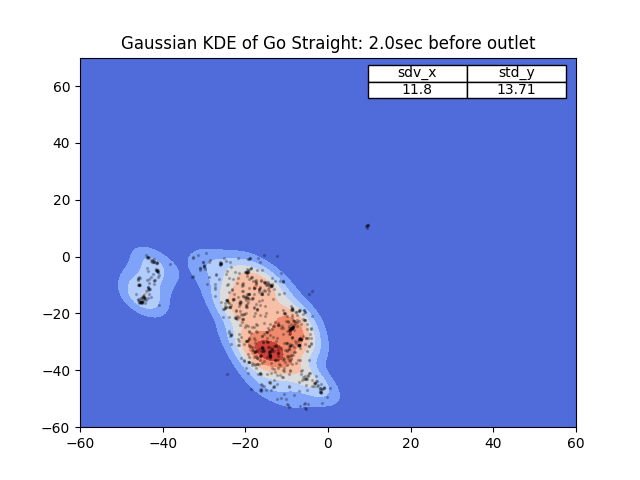 Gaussian KDE of Go Straight: 2.0sec before outlet
sdv_x std_y
11.8 13.71
60
40
20
0
−20
−40
−60
−60 −40 −20 0 20 40 60